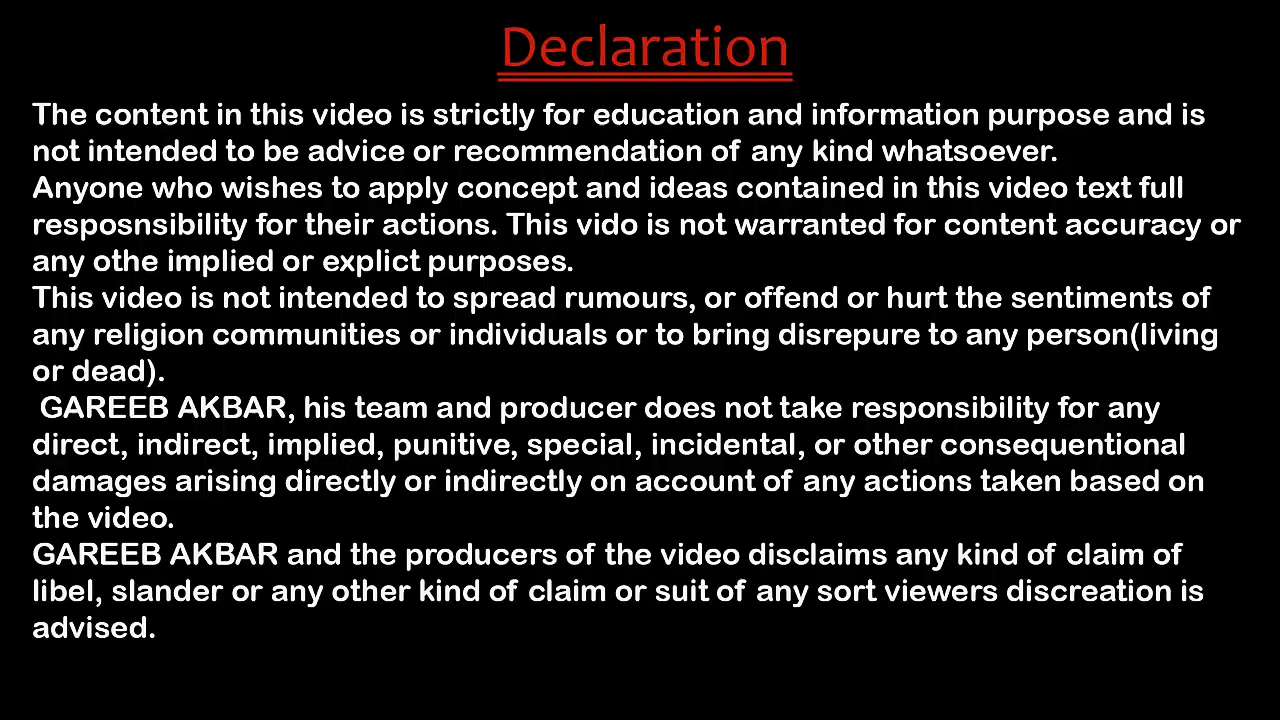 Declaration
The content in this video is strictly for education and information purpose and is
not intended to be advice or recommendation of any kind whatsoever.
Anyone who wishes to apply concept and ideas contained in this video text full
resposnsibility for their actions. This vido is not warranted for content accuracy or
any othe implied or explict purposes.
This video is not intended to spread rumours, or offend or hurt the sentiments of
any religion communities or individuals or to bring disrepure to any person(living
or dead).
GAREEB AKBAR, his team and producer does not take responsibility for any
direct, indirect, implied, punitive, special, incidental, or other consequentional
damages arising directly or indirectly on account of any actions taken based on
the video.
GAREEB AKBAR and the producers of the video disclaims any kind of claim of
libel, slander or any other kind of claim or suit of any sort viewers discreation is
advised.